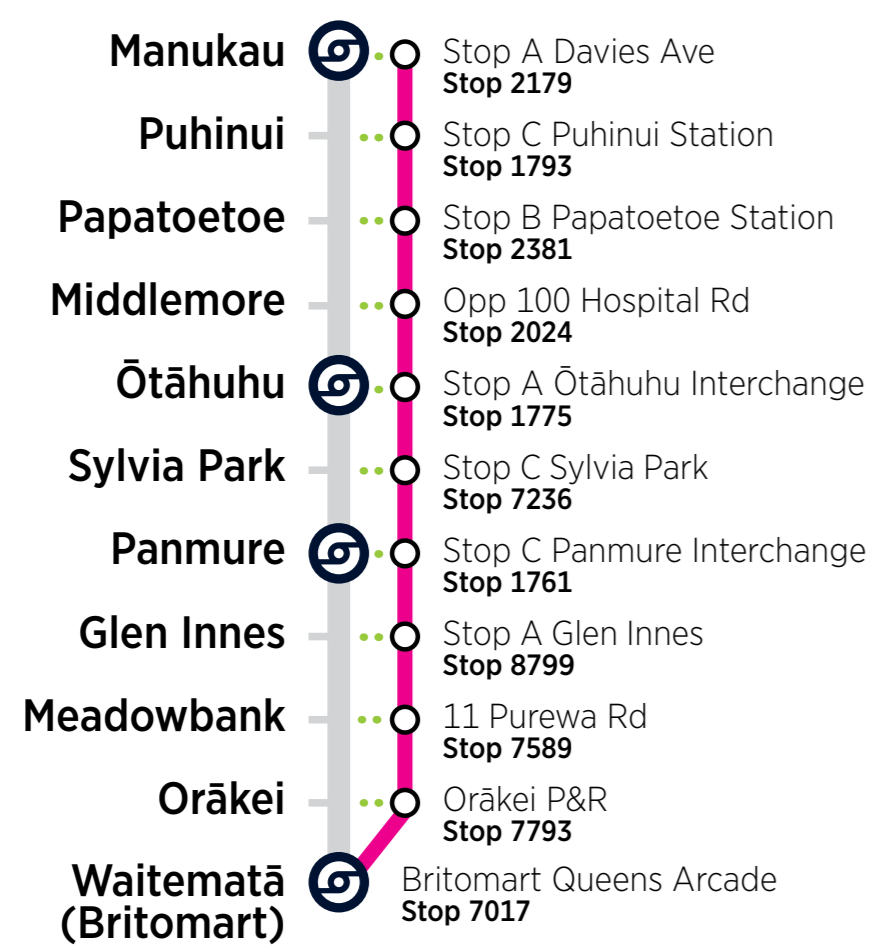 Manukau
Stop A Davies Ave
Stop 2179
Puhinui
Stop C Puhinui Station
Stop 1793
Papatoetoe
Stop B Papatoetoe Station
Stop 2381
Middlemore
Opp 100 Hospital Rd
Stop 2024
Ōtāhuhu
Stop A Ōtāhuhu Interchange
Stop 1775
Sylvia Park
Stop C Sylvia Park
Stop 7236
Panmure
Stop C Panmure Interchange
Stop 1761
Glen Innes
Stop A Glen Innes
Stop 8799
Meadowbank
11 Purewa Rd
Stop 7589
Orākei
Orākei P&R
Stop 7793
Waitematā
(Britomart)
Britomart Queens Arcade
Stop 7017